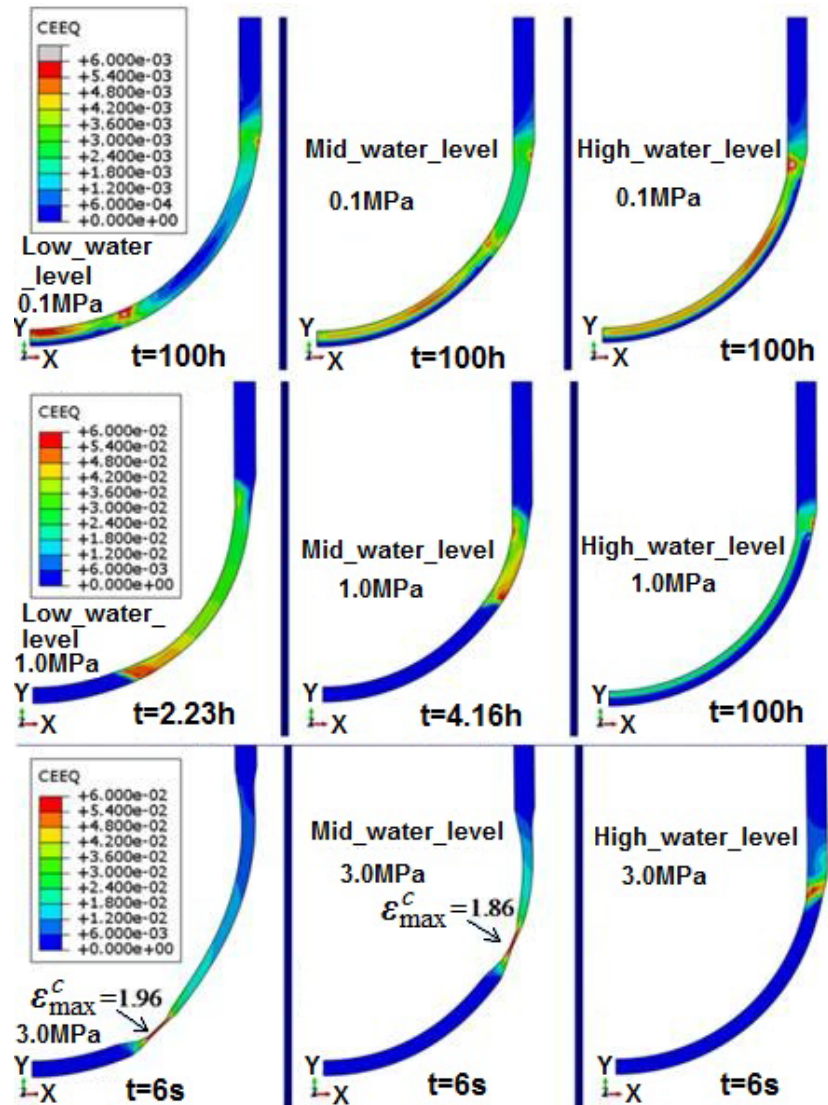 CEEQ
+6.000e-03
+5.400e-03
+4.800e-03
+4.200e-03
+3.600e-03
+3.000e-03
+2.400e-03
+1.800e-03
+1.200e-03
+6.000e-04
+0.000e+00
Low_water
_level
0.1MPa
Y
X
t=100h
Mid_water_level
0.1MPa
Y
X
t=100h
High_water_level
0.1MPa
Y
X
t=100h
CEEQ
+6.000e-02
+5.400e-02
+4.800e-02
+4.200e-02
+3.600e-02
+3.000e-02
+2.400e-02
+1.800e-02
+1.200e-02
+6.000e-03
+0.000e+00
Low_water_
level
1.0MPa
Y
X
t=2.23h
Mid_water_level
1.0MPa
Y
X
t=4.16h
High_water_level
1.0MPa
Y
X
t=100h
CEEQ
+6.000e-02
+5.400e-02
+4.800e-02
+4.200e-02
+3.600e-02
+3.000e-02
+2.400e-02
+1.800e-02
+1.200e-02
+6.000e-03
+0.000e+00
ε^c_max=1.96
3.0MPa
Y
X
t=6s
Mid_water_level
3.0MPa
ε^c_max=1.86
Y
X
t=6s
High_water_level
3.0MPa
Y
X
t=6s